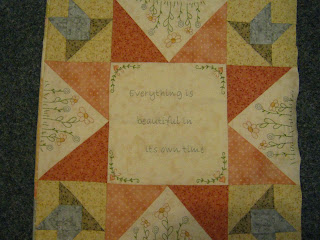 Everything is
beautiful in
its own time